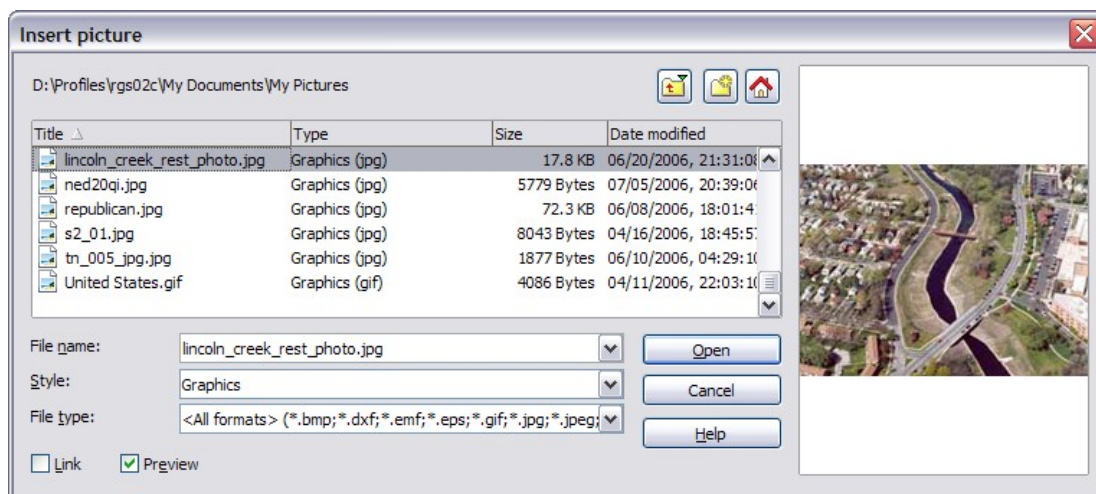 Insert picture
D:\Profiles\rgs02c\My Documents\My Pictures
Title Type Size Date modified
lincoln_creek_rest_photo.jpg Graphics (jpg) 17.8 KB 06/20/2006, 21:31:08
ned20qi.jpg Graphics (jpg) 5779 Bytes 07/05/2006, 20:39:06
republican.jpg Graphics (jpg) 72.3 KB 06/08/2006, 18:01:4
s2_01.jpg Graphics (jpg) 8043 Bytes 04/16/2006, 18:45:5
tn_005_jpg.jpg Graphics (jpg) 1877 Bytes 06/10/2006, 04:29:10
United States.gif Graphics (gif) 4086 Bytes 04/11/2006, 22:03:10
File name: lincoln_creek_rest_photo.jpg Open
Style: Graphics Cancel
File type: <All formats> (*.bmp;*.dxf;*.emf;*.eps;*.gif;*.jpg;*.jpeg; Help
Link Preview